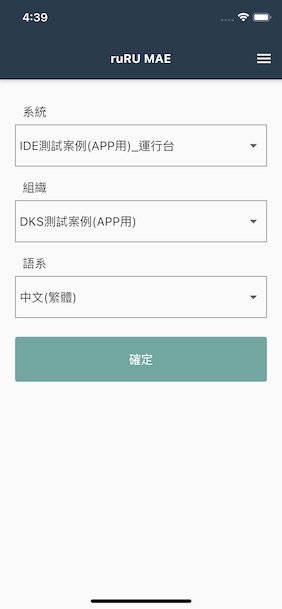 4:39
ruRU MAE
系統
IDE測試案例(APP用)_運行台
組織
DKS測試案例(APP用)
語系
中文(繁體)
確定